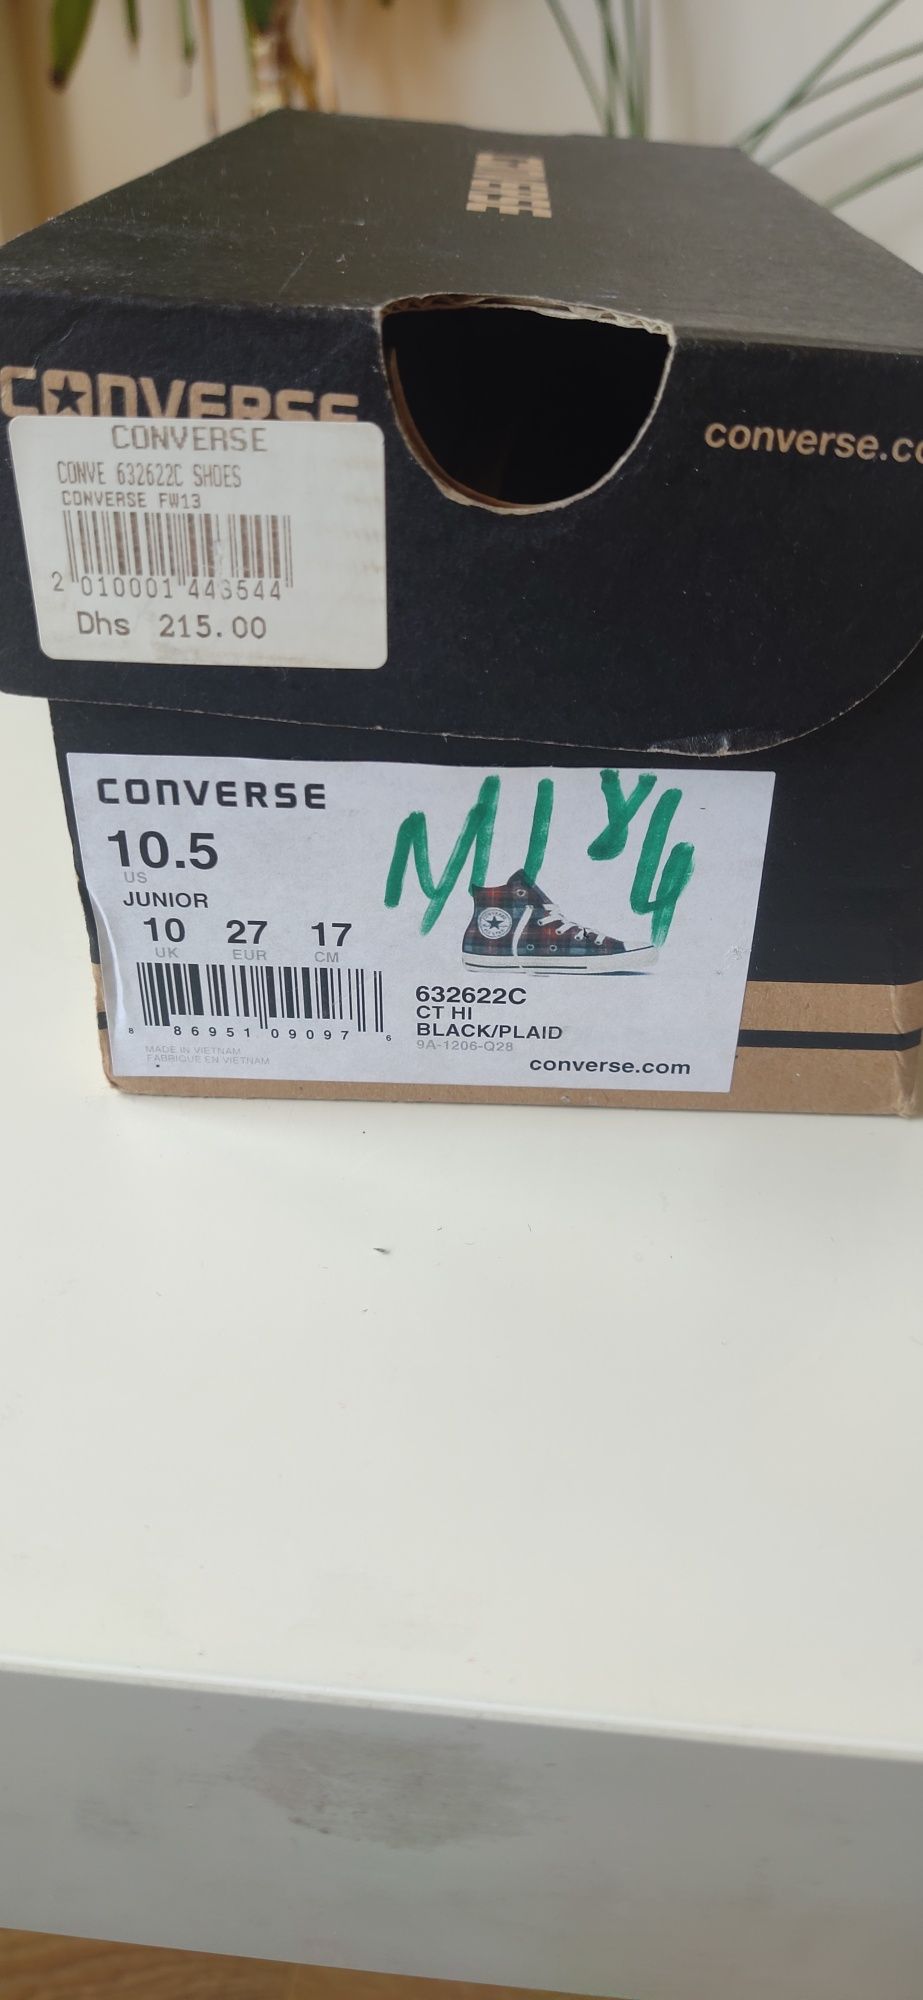 CONVERSE
converse.co
CONVERSE
CONVE 632622C SHOES
CONVERSE FW13
2 010001 443544
Dhs 215.00
CONVERSE
10.5
US
JUNIOR
10 27 17
UK EUR CM
8 86951 09097 6
MADE IN VIETNAM
FABRIQUE EN VIETNAM
632622C
CT HI
BLACK/PLAID
9A-1206-Q28
converse.com